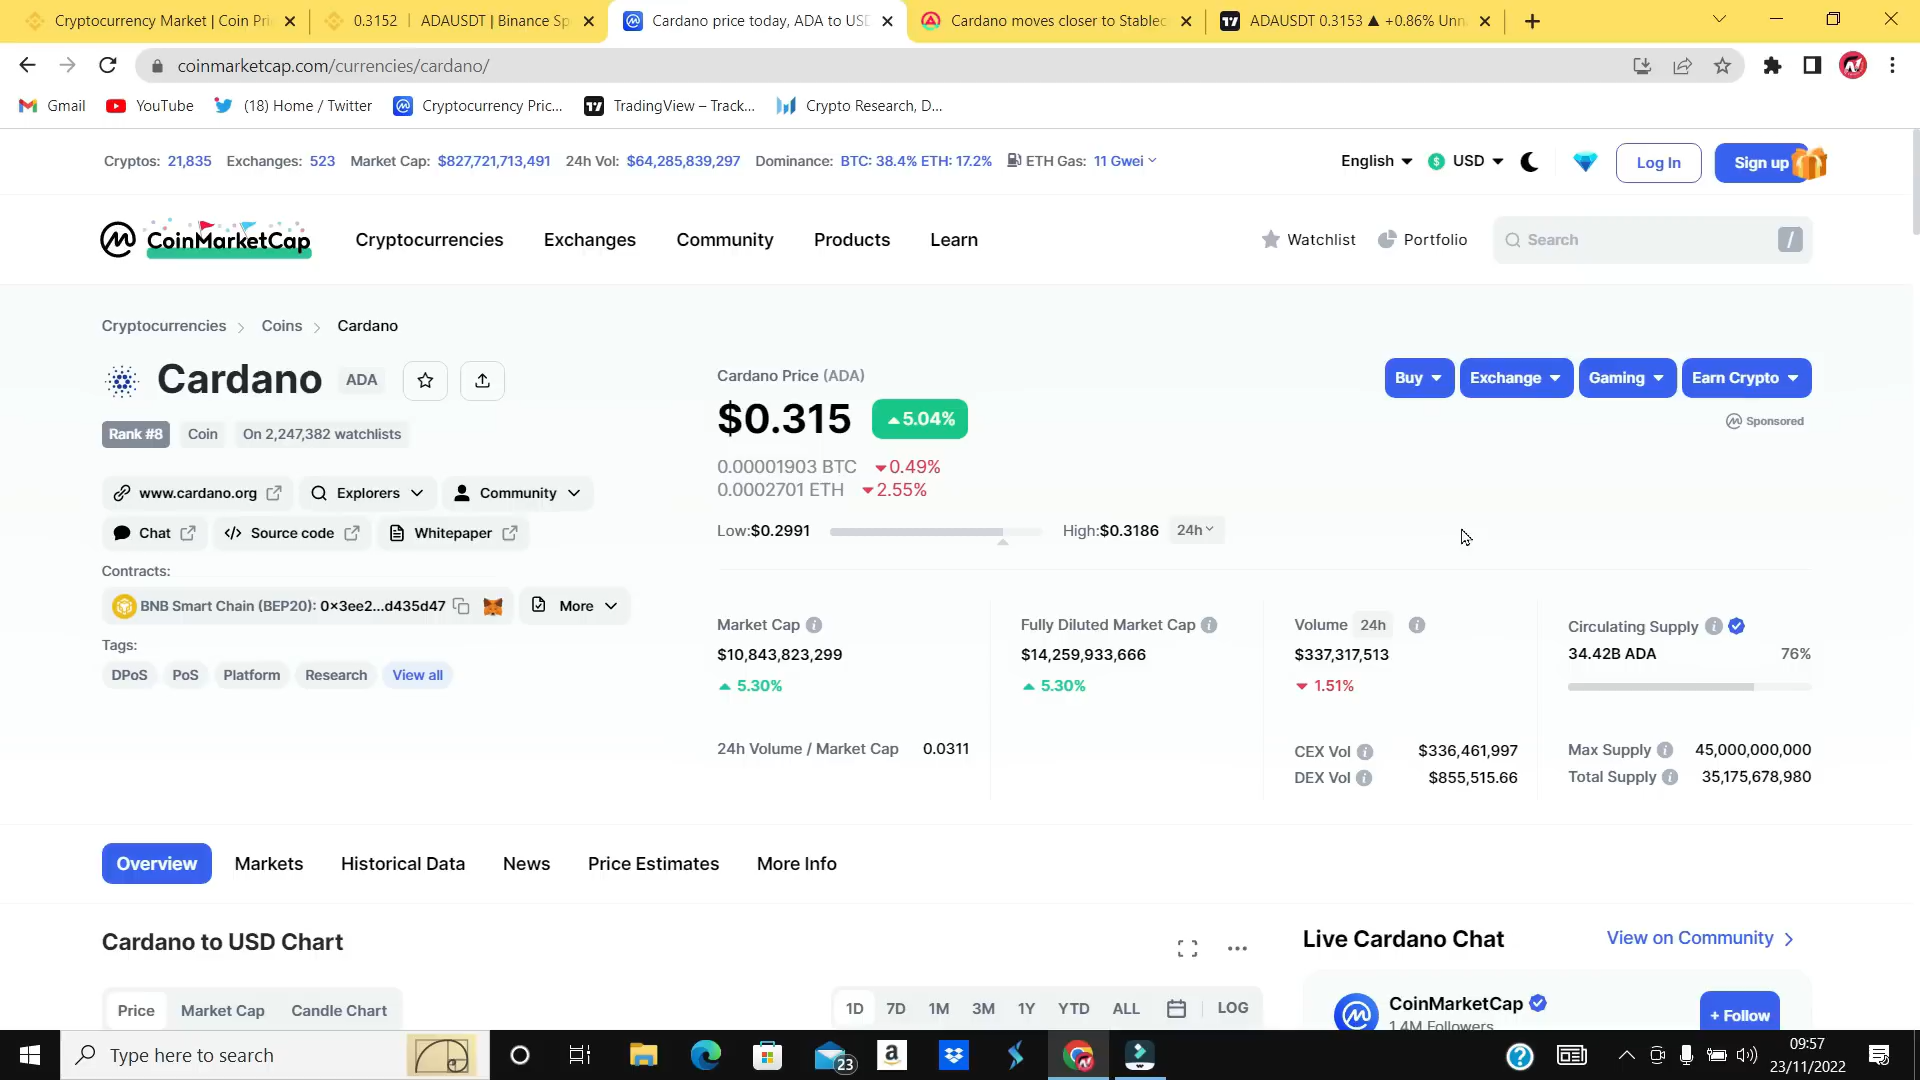 Cryptocurrency Market | Coin Pri
0.3152 | ADAUSDT | Binance Sp
Cardano price today, ADA to USD
Cardano moves closer to Stablec
ADAUSDT 0.3153 ▲ +0.86% Unn
coinmarketcap.com/currencies/cardano/
Gmail YouTube (18) Home / Twitter Cryptocurrency Pric... TradingView – Track... Crypto Research, D...
Cryptos: 21,835 Exchanges: 523 Market Cap: $827,721,713,491 24h Vol: $64,285,839,297 Dominance: BTC: 38.4% ETH: 17.2% ETH Gas: 11 Gwei English USD Log In Sign up
CoinMarketCap Cryptocurrencies Exchanges Community Products Learn Watchlist Portfolio Search /
Cryptocurrencies > Coins > Cardano
Cardano ADA
Rank #8 Coin On 2,247,382 watchlists
www.cardano.org Explorers Community
Chat Source code Whitepaper
Contracts:
BNB Smart Chain (BEP20): 0x3ee2...d435d47 More
Tags:
DPoS PoS Platform Research View all
Cardano Price (ADA)
$0.315 5.04%
0.00001903 BTC 0.49%
0.0002701 ETH 2.55%
Low:$0.2991 High:$0.3186 24h
Buy Exchange Gaming Earn Crypto
Sponsored
Market Cap
$10,843,823,299
5.30%
24h Volume / Market Cap 0.0311
Fully Diluted Market Cap
$14,259,933,666
5.30%
Volume 24h
$337,317,513
1.51%
CEX Vol $336,461,997
DEX Vol $855,515.66
Circulating Supply
34.42B ADA 76%
Max Supply 45,000,000,000
Total Supply 35,175,678,980
Overview Markets Historical Data News Price Estimates More Info
Cardano to USD Chart
Price Market Cap Candle Chart
1D 7D 1M 3M 1Y YTD ALL LOG
Live Cardano Chat View on Community
CoinMarketCap
1.4M Followers
+ Follow
Type here to search
23
09:57
23/11/2022